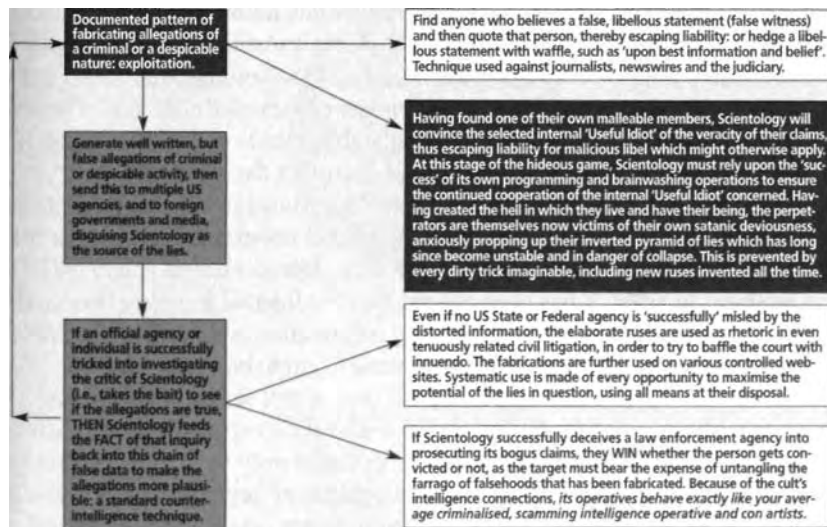 Documented pattern of
fabricating allegations of
a criminal or a despicable
nature: exploitation.
Find anyone who believes a false, libellous statement (false witness)
and then quote that person, thereby escaping liability: or hedge a libel-
lous statement with waffle, such as ‘upon best information and belief’.
Technique used against journalists, newswires and the judiciary.
Generate well written, but
false allegations of criminal
or despicable activity, then
send this to multiple US
agencies, and to foreign
governments and media,
disguising Scientology as
the source of the lies.
Having found one of their own malleable members, Scientology will
convince the selected internal ‘Useful Idiot’ of the veracity of their claims,
thus escaping liability for malicious libel which might otherwise apply.
At this stage of the hideous game, Scientology must rely upon the ‘suc-
cess’ of its own programming and brainwashing operations to ensure
the continued cooperation of the internal ‘Useful Idiot’ concerned. Hav-
ing created the hell in which they live and have their being, the perpet-
rators are themselves now victims of their own satanic deviousness,
anxiously propping up their inverted pyramid of lies which has long
since become unstable and in danger of collapse. This is prevented by
every dirty trick imaginable, including new ruses invented all the time.
If an official agency or
individual is successfully
tricked into investigating
the critic of Scientology
(i.e., takes the bait) to see
if the allegations are true,
THEN Scientology feeds
the FACT of that inquiry
back into this chain of
false data to make the
allegations more plausi-
ble: a standard counter-
intelligence technique.
Even if no US State or Federal agency is ‘successfully’ misled by the
distorted information, the elaborate ruses are used as rhetoric in even
tenuously related civil litigation, in order to try to baffle the court with
innuendo. The fabrications are further used on various controlled web-
sites. Systematic use is made of every opportunity to maximise the
potential of the lies in question, using all means at their disposal.
If Scientology successfully deceives a law enforcement agency into
prosecuting its bogus claims, they WIN whether the person gets con-
victed or not, as the target must bear the expense of untangling the
farrago of falsehoods that has been fabricated. Because of the cult’s
intelligence connections, its operatives behave exactly like your aver-
age criminalised, scamming intelligence operative and con artists.